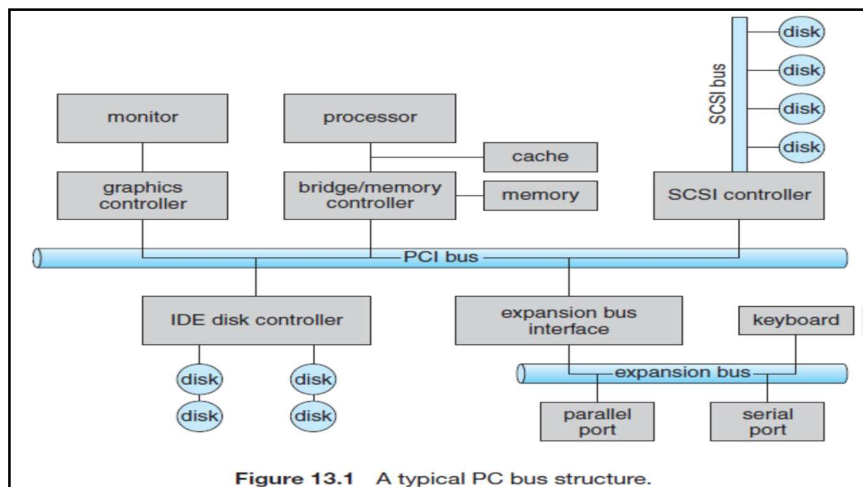 SCSI bus
disk
disk
disk
disk
monitor
processor
cache
graphics
controller
bridge/memory
controller
memory
SCSI controller
PCI bus
IDE disk controller
expansion bus
interface
keyboard
disk
disk
disk
disk
expansion bus
parallel
port
serial
port
Figure 13.1 A typical PC bus structure.